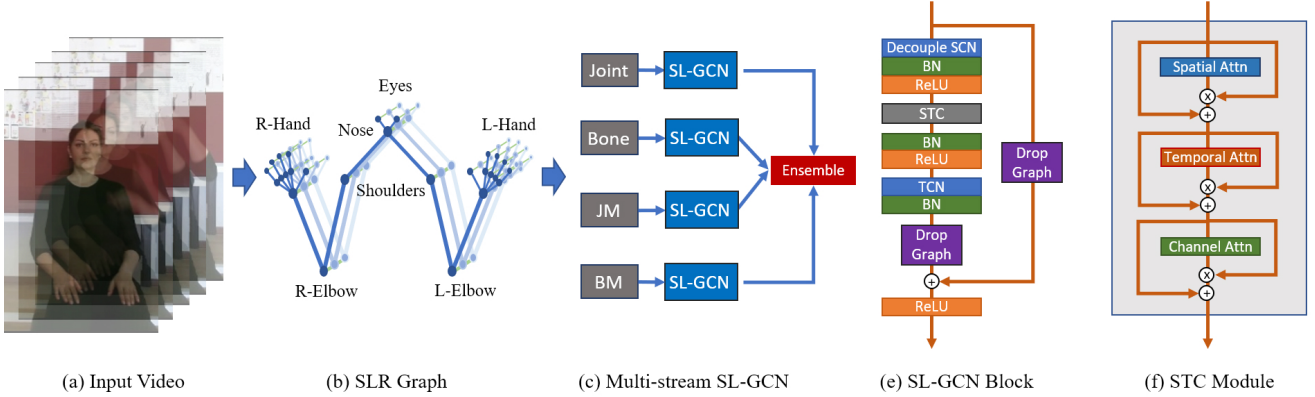 Eyes
R-Hand
Nose
L-Hand
Shoulders
R-Elbow
L-Elbow
Joint
SL-GCN
Bone
SL-GCN
Ensemble
JM
SL-GCN
BM
SL-GCN
Decouple SCN
BN
ReLU
STC
BN
ReLU
TCN
BN
Drop
Graph
+
ReLU
Drop
Graph
Spatial Attn
x
+
Temporal Attn
x
+
Channel Attn
x
+
(a) Input Video
(b) SLR Graph
(c) Multi-stream SL-GCN
(e) SL-GCN Block
(f) STC Module